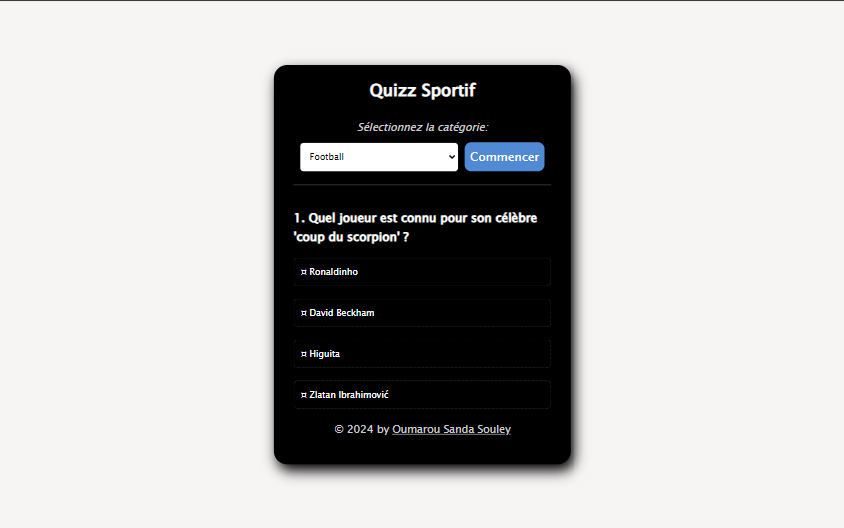 Quizz Sportif
Sélectionnez la catégorie:
Football
Commencer
1. Quel joueur est connu pour son célèbre
'coup du scorpion' ?
¤ Ronaldinho
¤ David Beckham
¤ Higuita
¤ Zlatan Ibrahimović
© 2024 by Oumarou Sanda Souley